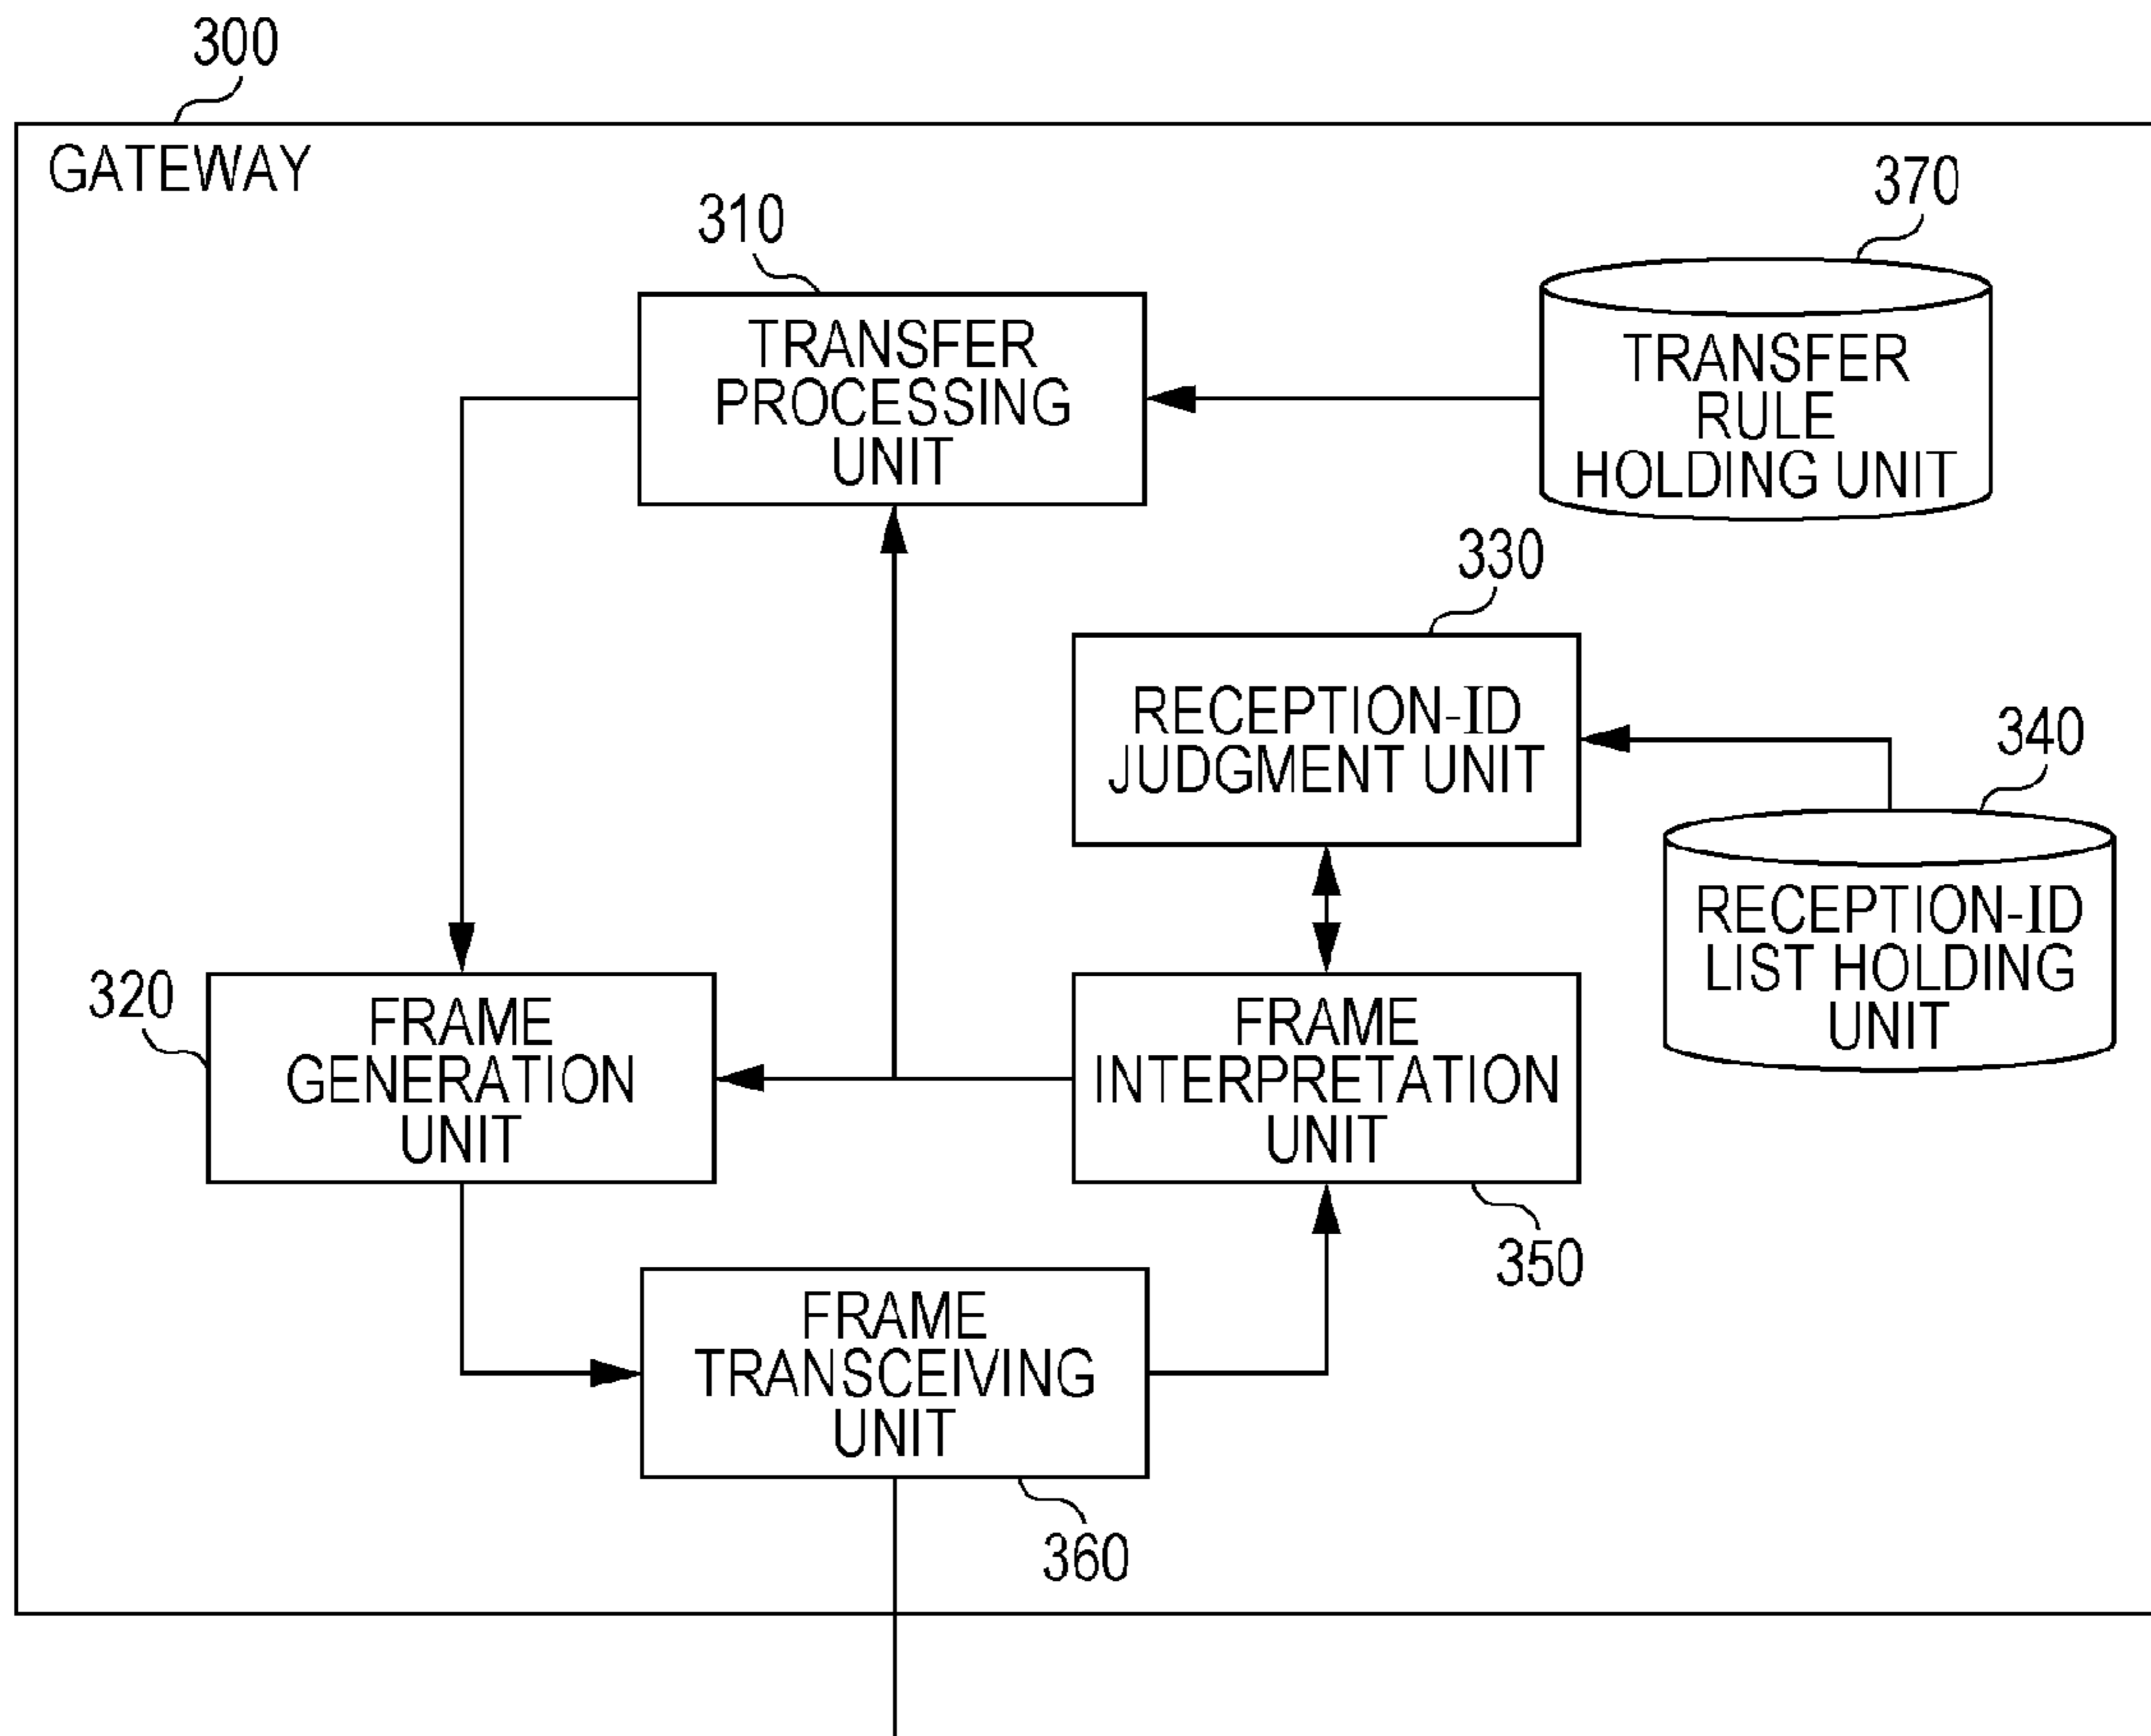 300
GATEWAY
310
TRANSFER
PROCESSING
UNIT
370
TRANSFER
RULE
HOLDING UNIT
330
RECEPTION-ID
JUDGMENT UNIT
340
RECEPTION-ID
LIST HOLDING
UNIT
320
FRAME
GENERATION
UNIT
FRAME
INTERPRETATION
UNIT
350
FRAME
TRANSCEIVING
UNIT
360